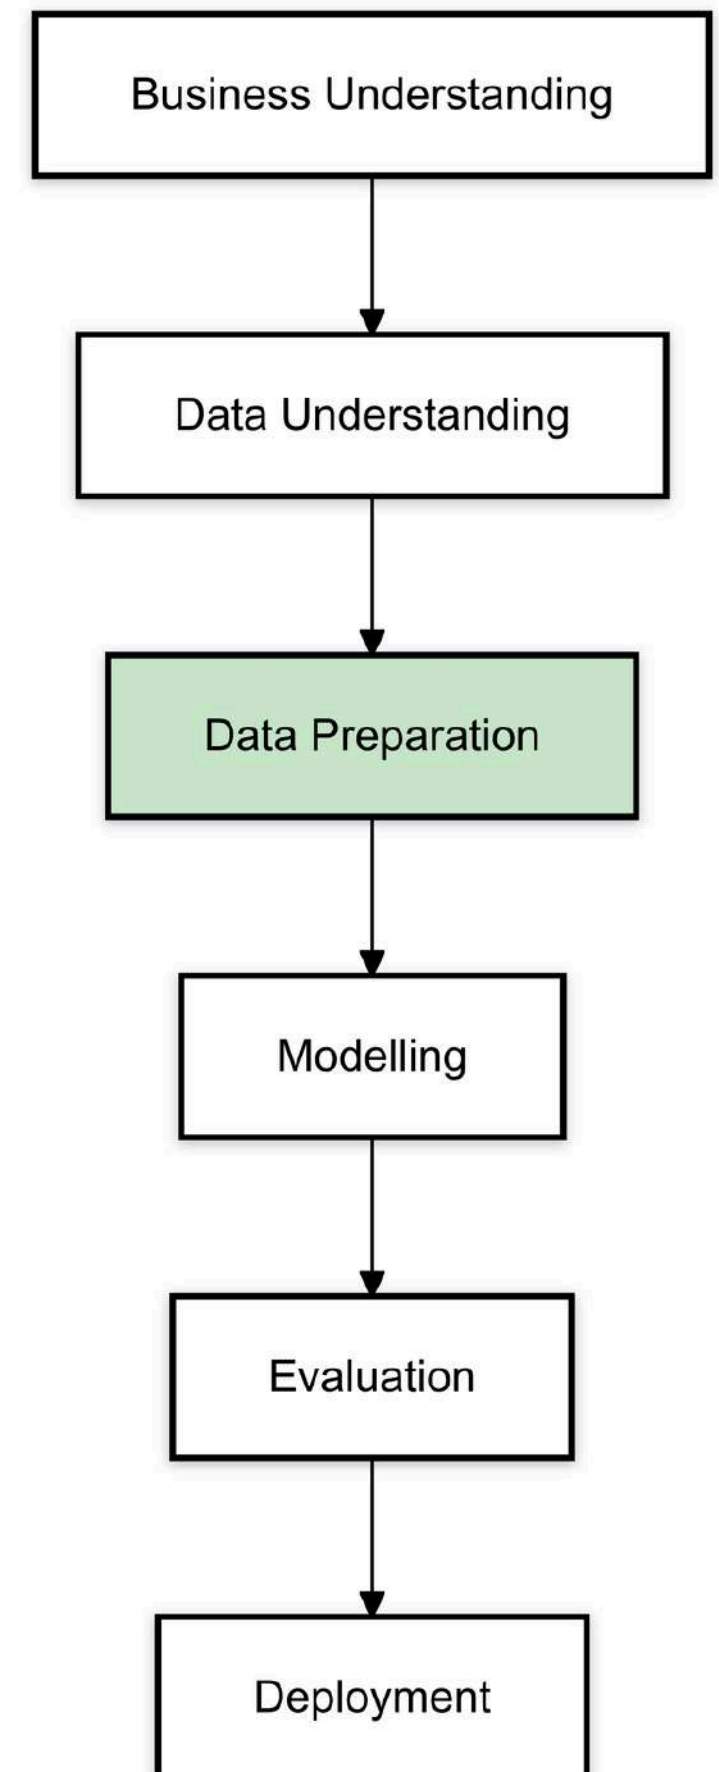 Business Understanding
Data Understanding
Data Preparation
Modelling
Evaluation
Deployment